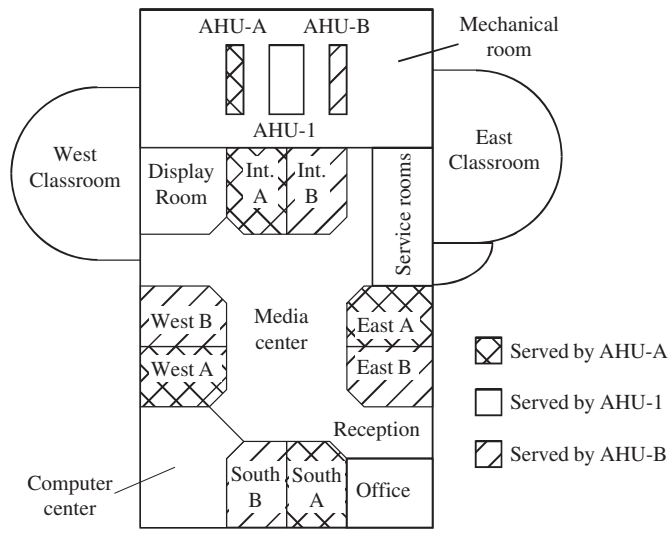 AHU-A
AHU-B
Mechanical
room
AHU-1
West
Classroom
Display
Room
Int.
A
Int.
B
Service rooms
East
Classroom
West B
West A
Media
center
East A
East B
Served by AHU-A
Served by AHU-1
Served by AHU-B
Reception
Computer
center
South
B
South
A
Office